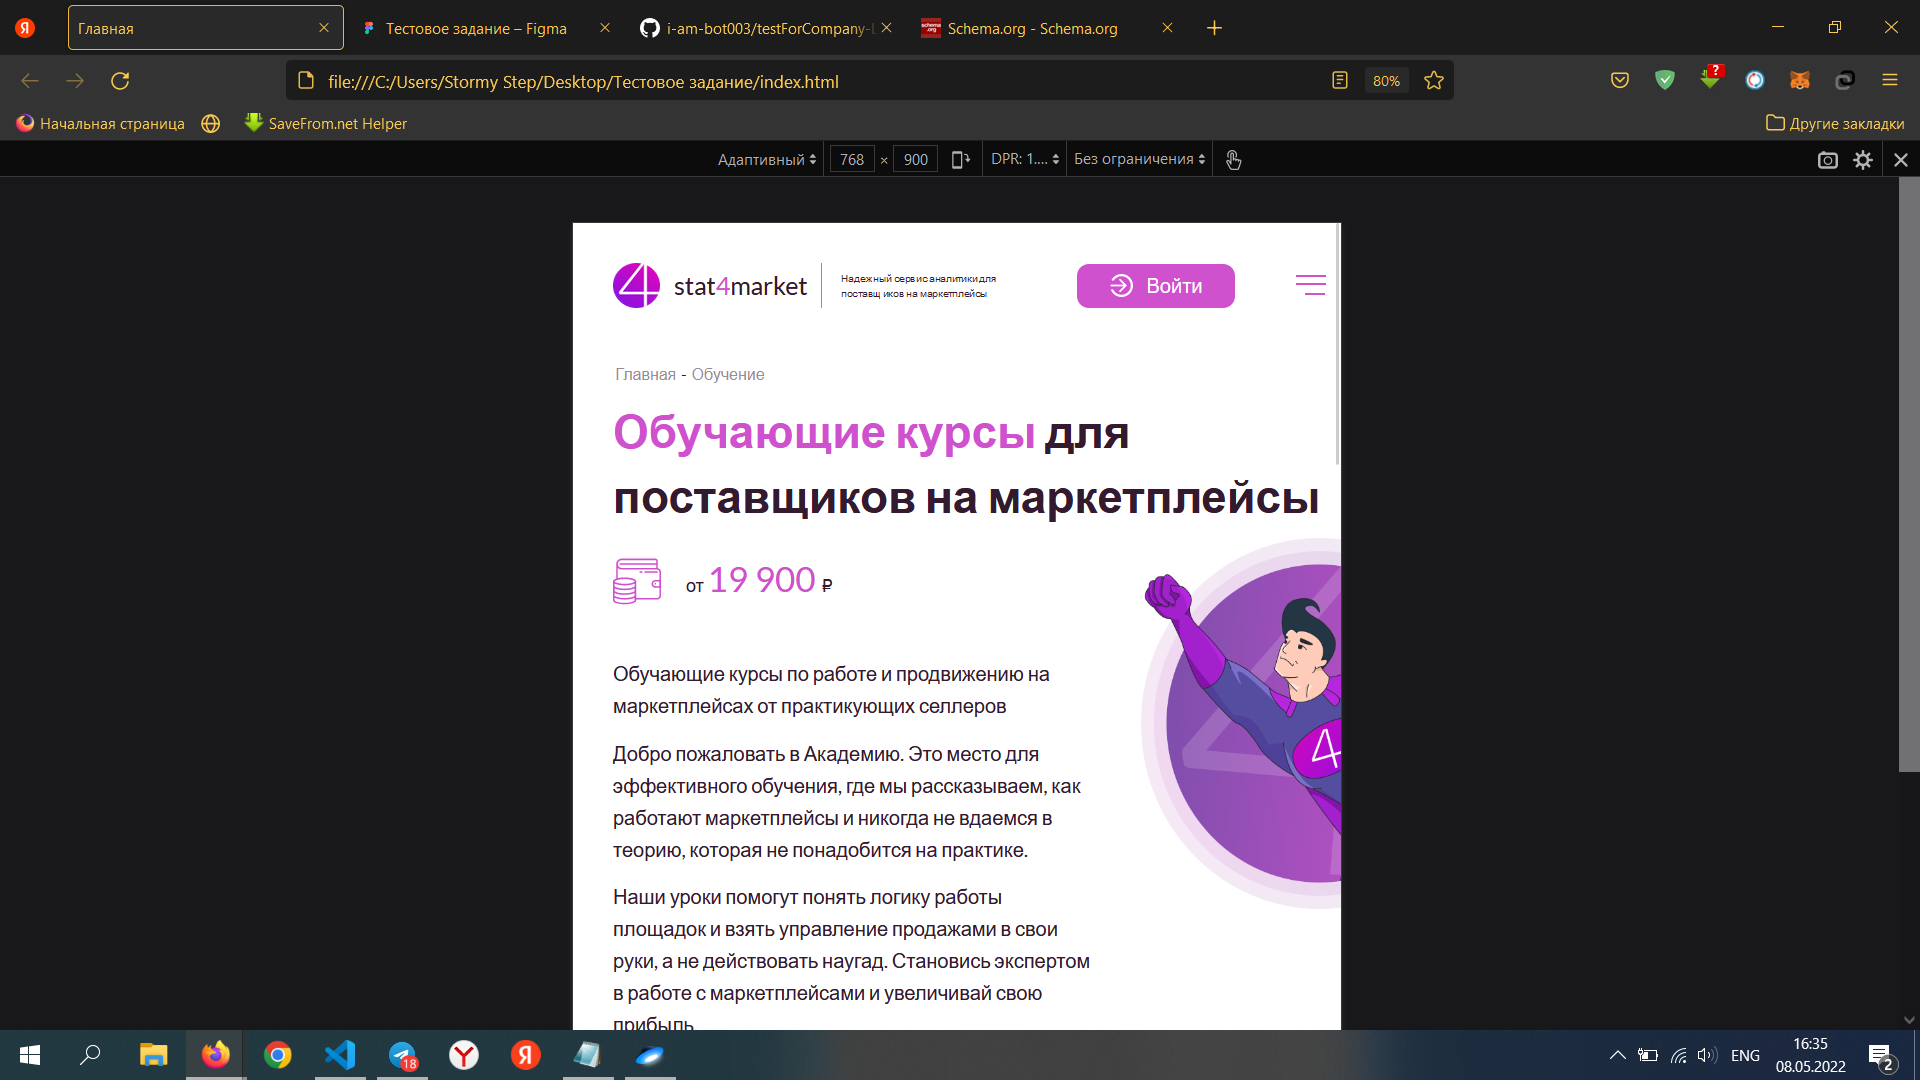 Главная
Тестовое задание – Figma
i-am-bot003/testForCompany-L
Schema.org - Schema.org
file:///C:/Users/Stormy Step/Desktop/Тестовое задание/index.html
80%
Начальная страница
SaveFrom.net Helper
Другие закладки
Адаптивный
768 × 900
DPR: 1....
Без ограничения
4 stat4market
Надежный сервис аналитики для
поставщиков на маркетплейсы
Войти
Главная - Обучение
Обучающие курсы для
поставщиков на маркетплейсы
от 19 900 ₽
Обучающие курсы по работе и продвижению на
маркетплейсах от практикующих селлеров
Добро пожаловать в Академию. Это место для
эффективного обучения, где мы рассказываем, как
работают маркетплейсы и никогда не вдаемся в
теорию, которая не понадобится на практике.
Наши уроки помогут понять логику работы
площадок и взять управление продажами в свои
руки, а не действовать наугад. Становись экспертом
в работе с маркетплейсами и увеличивай свою
прибыль
4
18
ENG
16:35
08.05.2022
2